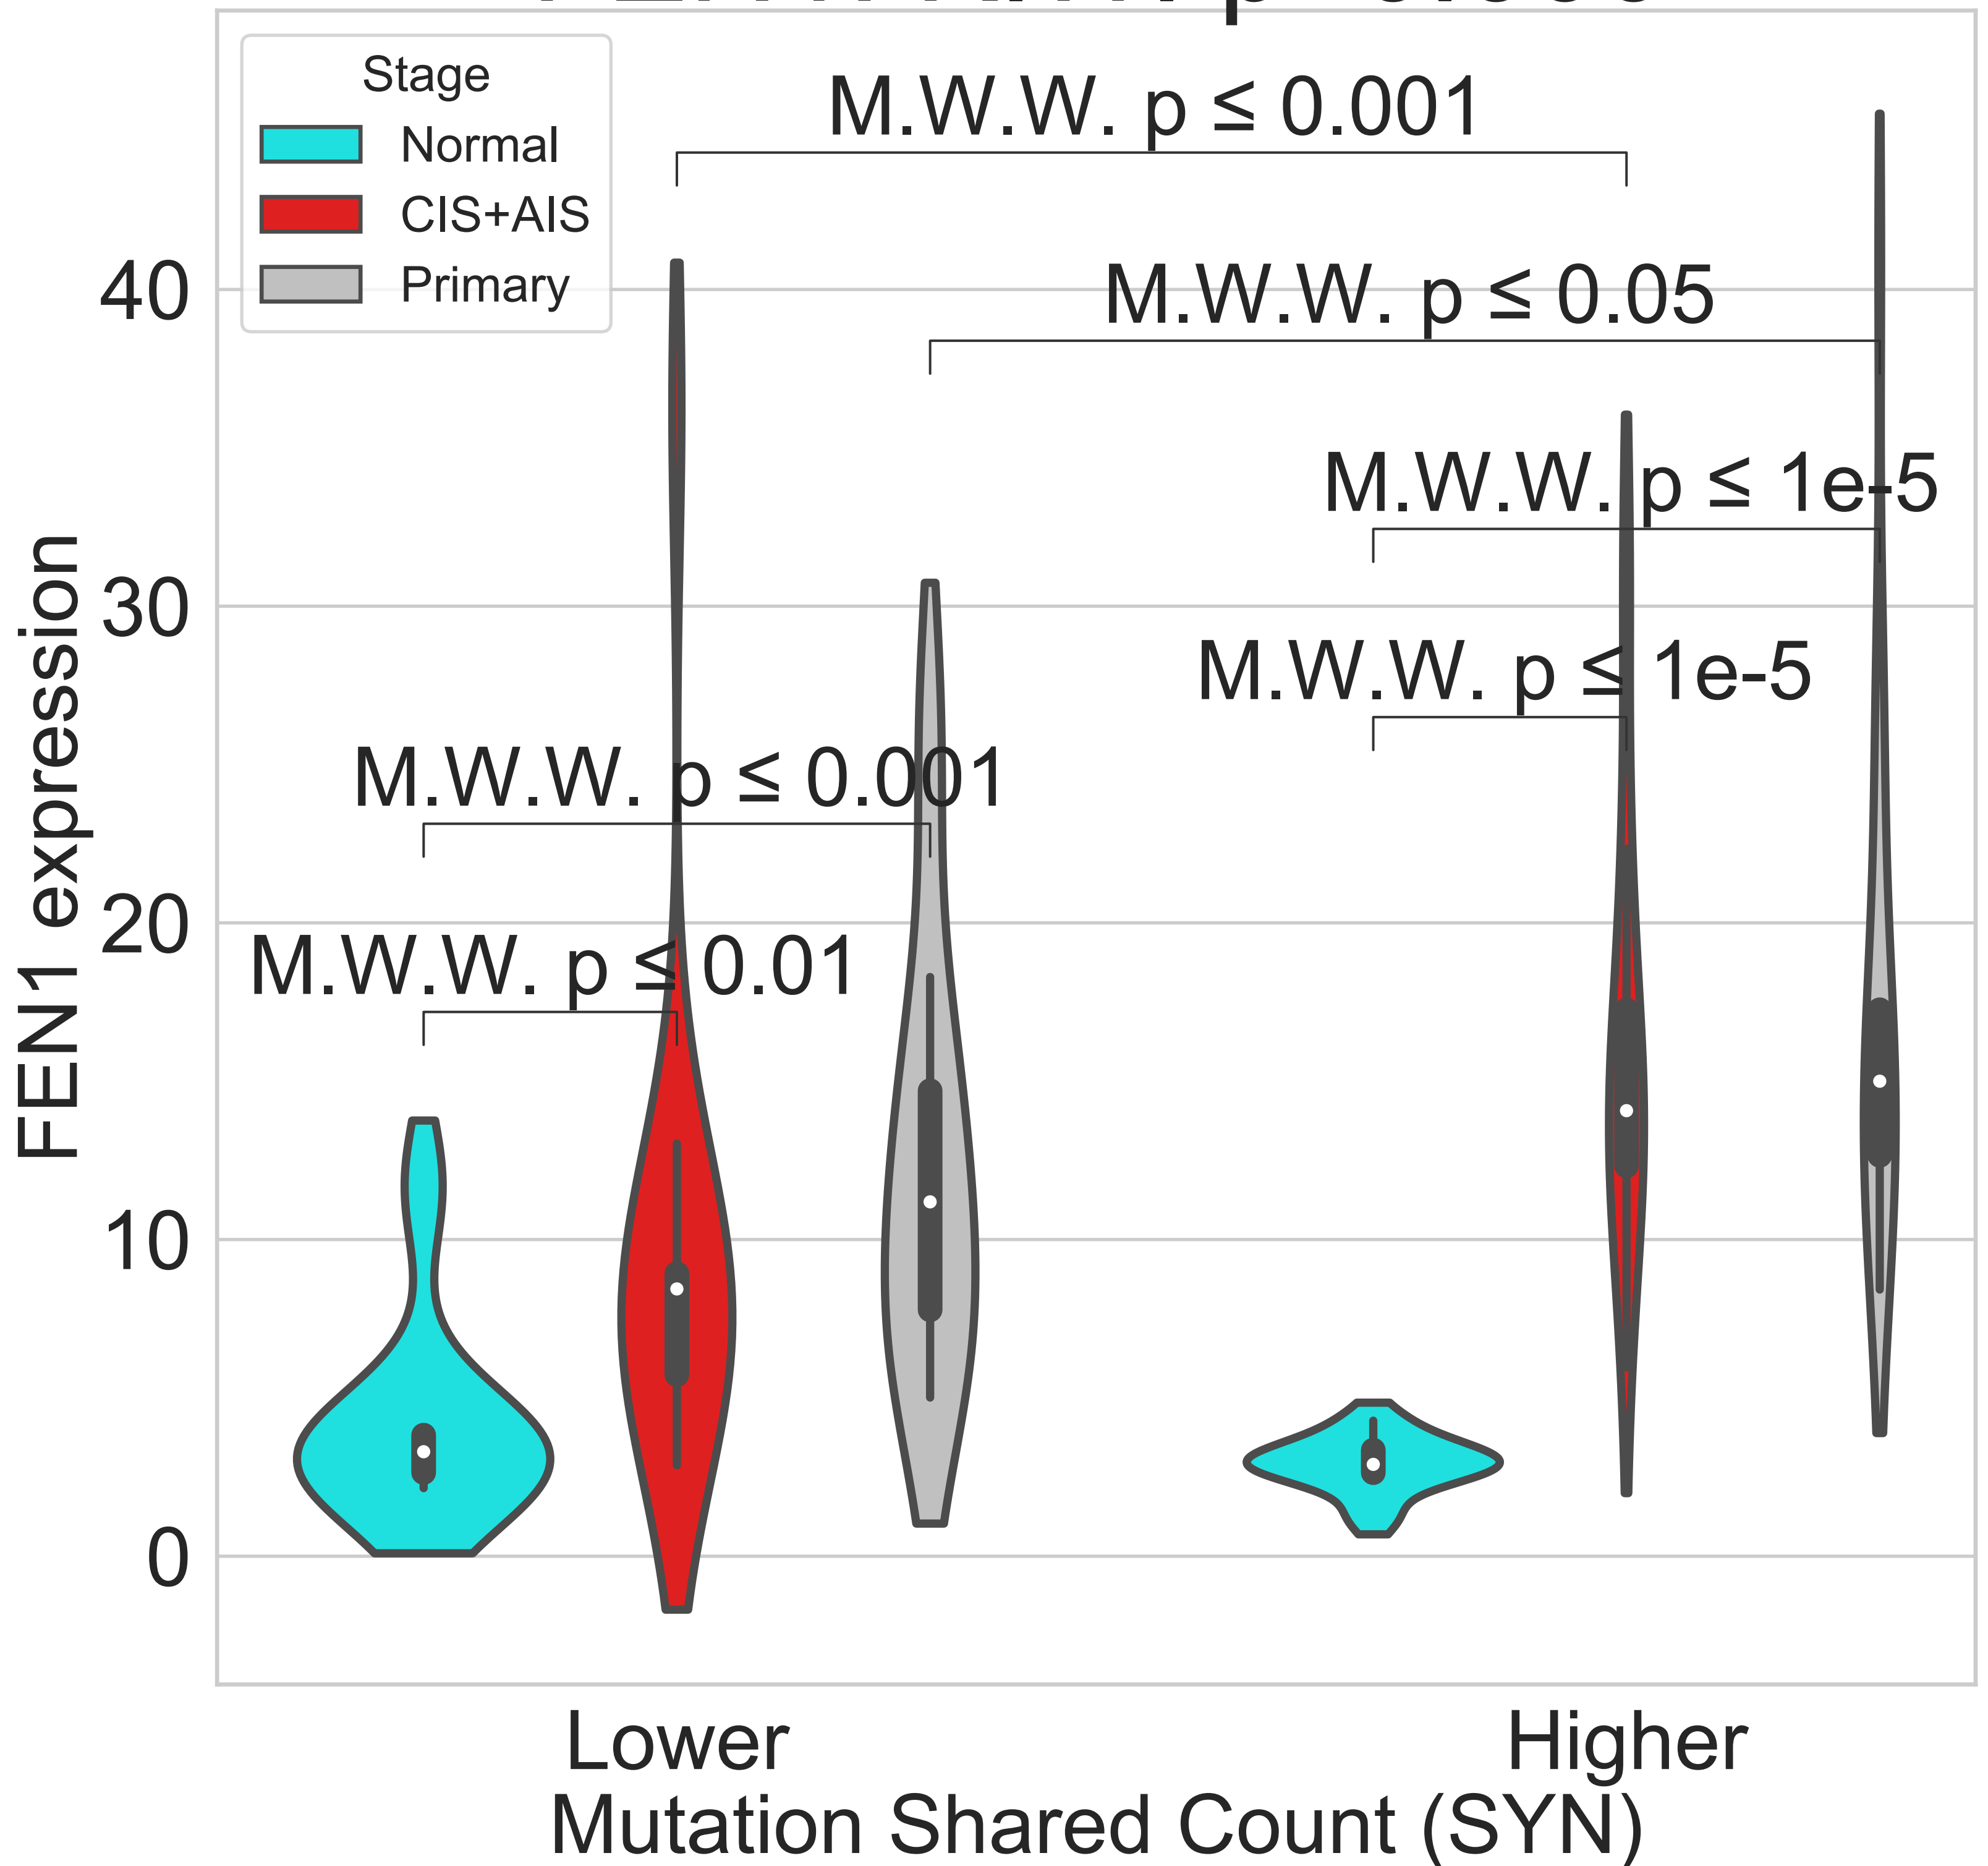 Stage
Normal
CIS+AIS
Primary
M.W.W. p ≤ 0.001
M.W.W. p ≤ 0.05
M.W.W. p ≤ 1e-5
M.W.W. p ≤ 1e-5
M.W.W. p ≤ 0.001
M.W.W. p ≤ 0.01
40
30
20
10
0
FEN1 expression
Lower
Higher
Mutation Shared Count (SYN)